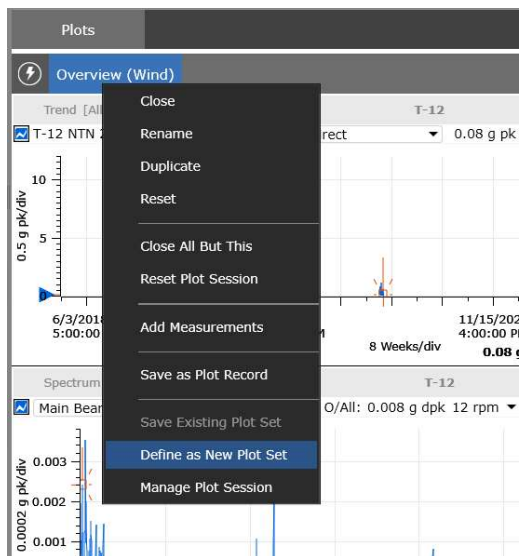 Plots
Overview (Wind)
Trend [All
T-12
T-12 NTN
rect
0.08 g pk
Close
Rename
Duplicate
Reset
Close All But This
Reset Plot Session
Add Measurements
Save as Plot Record
Save Existing Plot Set
Define as New Plot Set
Manage Plot Session
0.5 g pk/div
10
5
0
6/3/201
5:00:00
11/15/202
4:00:00 P
8 Weeks/div
0.08 g
Spectrum
T-12
Main Bear
O/All: 0.008 g dpk 12 rpm
0.0002 g pk/div
0.003
0.002
0.001